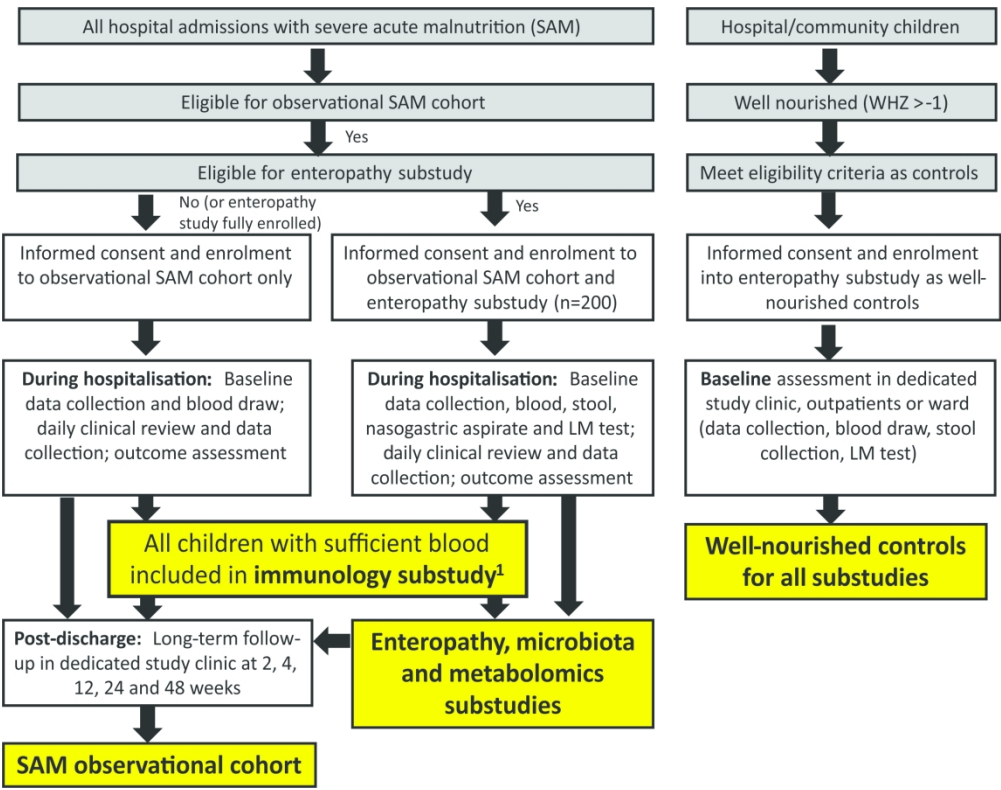 All hospital admissions with severe acute malnutrition (SAM)
Eligible for observational SAM cohort
Yes
Eligible for enteropathy substudy
No (or enteropathy
study fully enrolled)
Yes
Informed consent and enrolment
to observational SAM cohort only
Informed consent and enrolment to
observational SAM cohort and
enteropathy substudy (n=200)
During hospitalisation: Baseline
data collection and blood draw;
daily clinical review and data
collection; outcome assessment
During hospitalisation: Baseline
data collection, blood, stool,
nasogastric aspirate and LM test;
daily clinical review and data
collection; outcome assessment
All children with sufficient blood
included in immunology substudy¹
Post-discharge: Long-term follow-
up in dedicated study clinic at 2, 4,
12, 24 and 48 weeks
Enteropathy, microbiota
and metabolomics
substudies
SAM observational cohort
Hospital/community children
Well nourished (WHZ >-1)
Meet eligibility criteria as controls
Informed consent and enrolment
into enteropathy substudy as well-
nourished controls
Baseline assessment in dedicated
study clinic, outpatients or ward
(data collection, blood draw, stool
collection, LM test)
Well-nourished controls
for all substudies